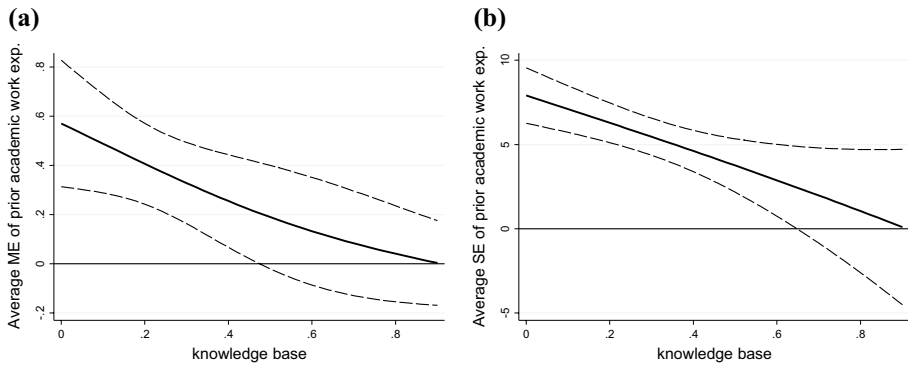 (a)
Average ME of prior academic work exp.
.8
.6
.4
.2
0
-.2
0 .2 .4 .6 .8
knowledge base
(b)
Average SE of prior academic work exp.
10
5
0
-5
0 .2 .4 .6 .8
knowledge base